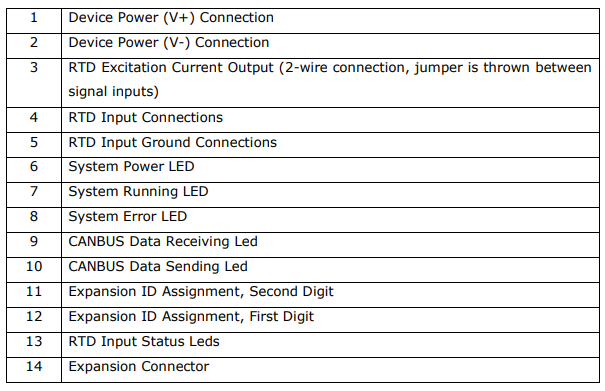 1 Device Power (V+) Connection
2 Device Power (V-) Connection
3 RTD Excitation Current Output (2-wire connection, jumper is thrown between
signal inputs)
4 RTD Input Connections
5 RTD Input Ground Connections
6 System Power LED
7 System Running LED
8 System Error LED
9 CANBUS Data Receiving Led
10 CANBUS Data Sending Led
11 Expansion ID Assignment, Second Digit
12 Expansion ID Assignment, First Digit
13 RTD Input Status Leds
14 Expansion Connector